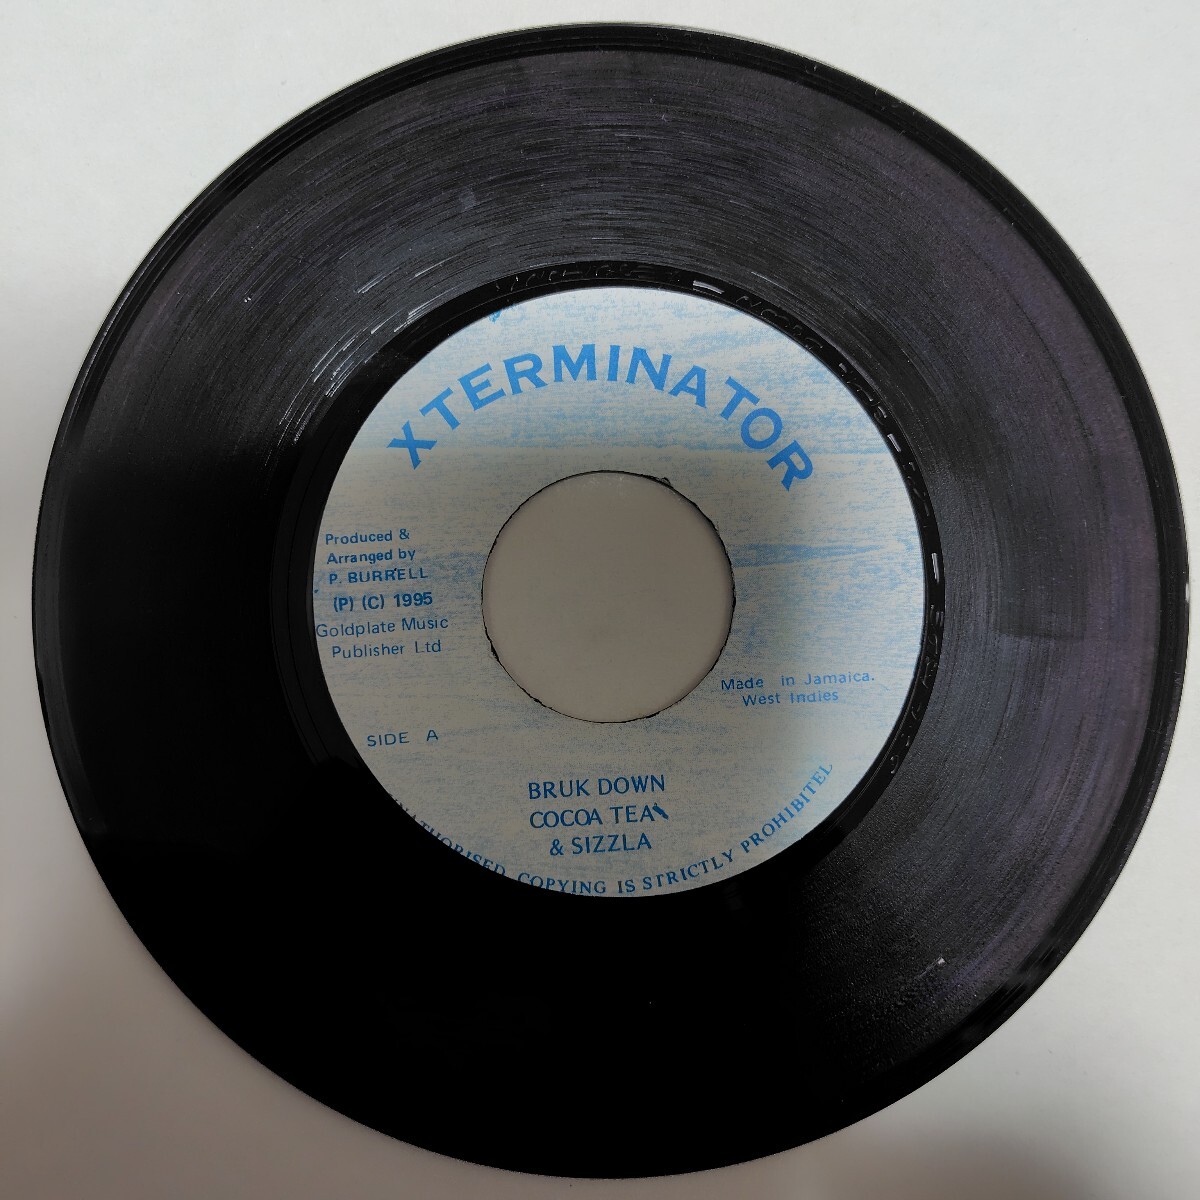 XTERMINATOR
Produced &
Arranged by
P. BURRELL
(P) (C) 1995
Goldplate Music
Publisher Ltd
Made in Jamaica.
West Indies
SIDE A
BRUK DOWN
COCOA TEA
& SIZZLA
COPYING IS STRICTLY PROHIBITED